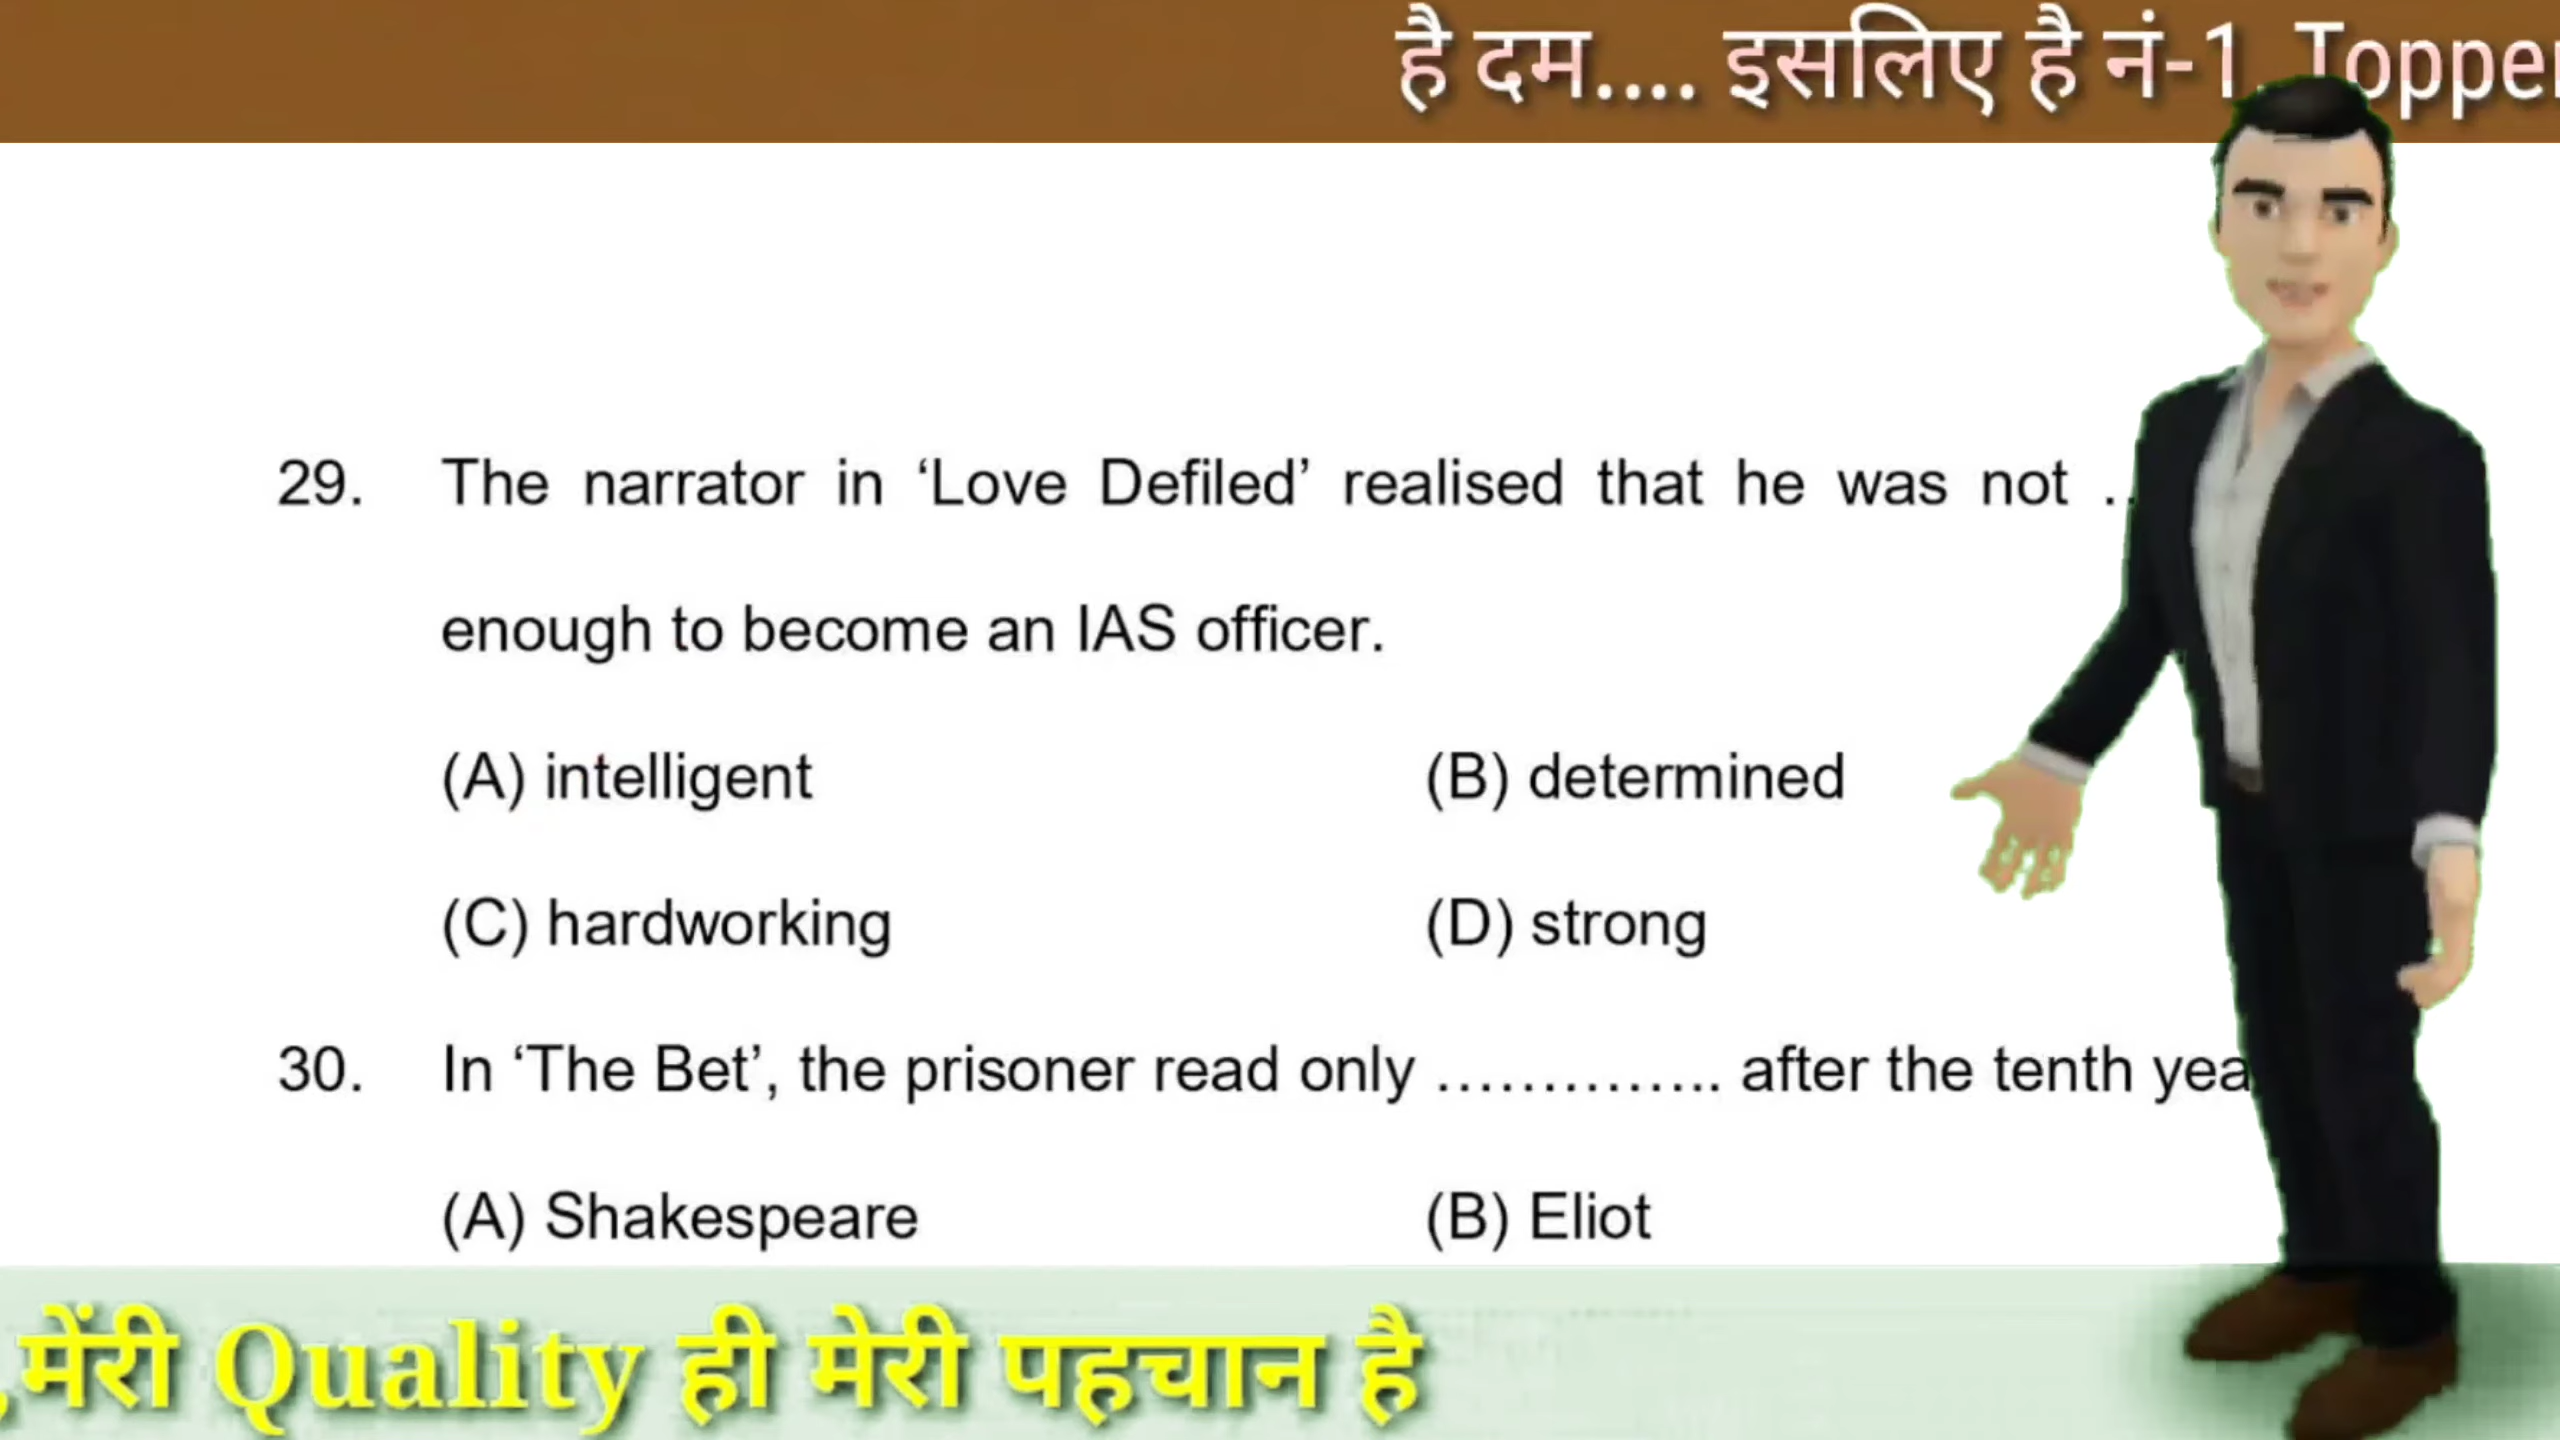 है दम.... इसलिए है नं-1, Topper
29. The narrator in ‘Love Defiled’ realised that he was not ..
enough to become an IAS officer.
(A) intelligent (B) determined
(C) hardworking (D) strong
30. In ‘The Bet’, the prisoner read only .............. after the tenth yea
(A) Shakespeare (B) Eliot
,मेंरी Quality ही मेरी पहचान है